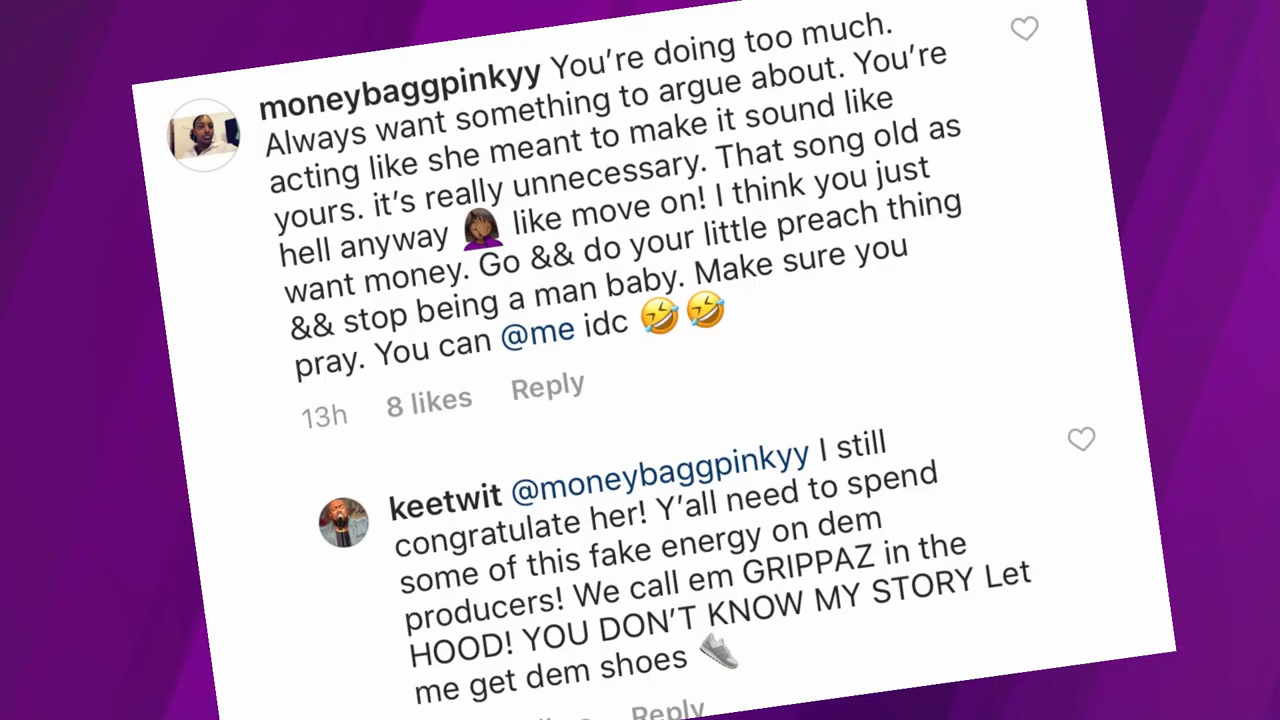 moneybaggpinkyy You’re doing too much.
Always want something to argue about. You’re
acting like she meant to make it sound like
yours. it’s really unnecessary. That song old as
hell anyway 🤦🏾‍♀️ like move on! I think you just
want money. Go && do your little preach thing
&& stop being a man baby. Make sure you
pray. You can @me idc 🤣🤣
13h 8 likes Reply
keetwit @moneybaggpinkyy I still
congratulate her! Y’all need to spend
some of this fake energy on dem
producers! We call em GRIPPAZ in the
HOOD! YOU DON’T KNOW MY STORY Let
me get dem shoes 👟
Reply